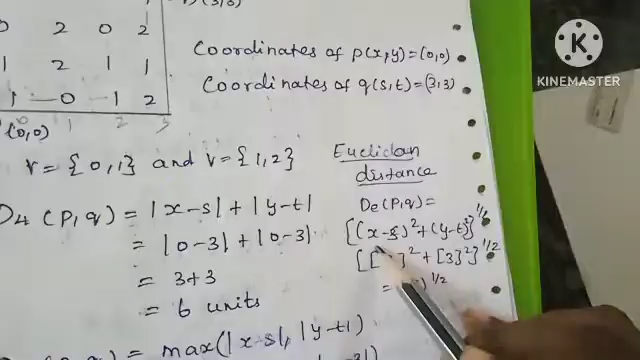 0 2 0 2
1 2 1 1
1 0 1 2
(0,0) 1 2 3
Coordinates of p(x,y) = (0,0)
Coordinates of q(s,t) = (3,3)
V = {0,1} and V = {1,2}
D4 (p,q) = |x-s| + |y-t|
= |0-3| + |0-3|
= 3+3
= 6 units
= max(|x-s|, |y-t|)
Euclidean
distance
De(p,q) =
[(x-s)² + (y-t)²]^1/2
]² + [3]²]^1/2
= )^1/2
K
KINEMASTER